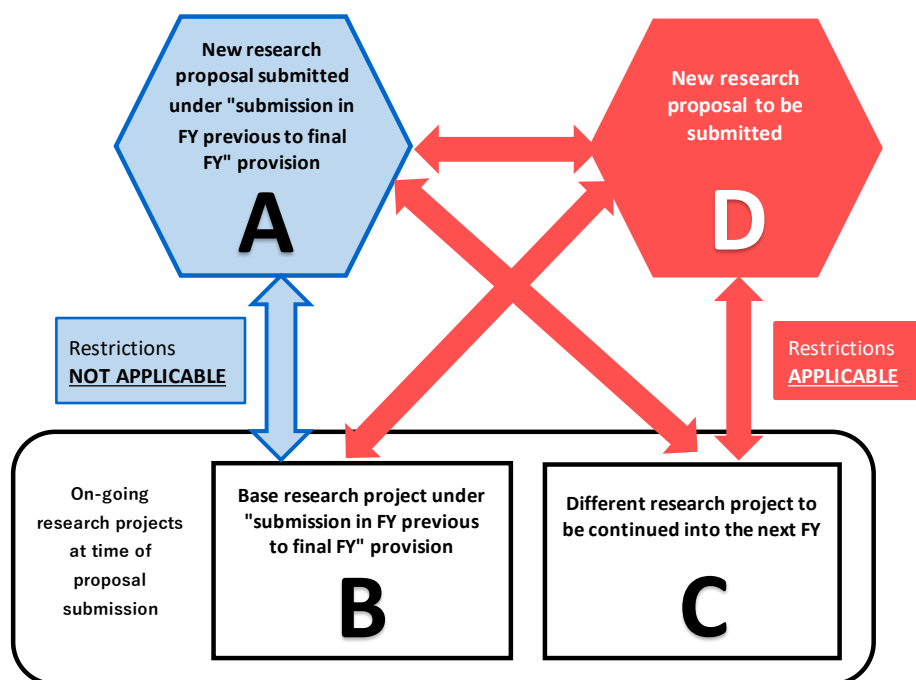 New research
proposal submitted
under "submission in
FY previous to final
FY" provision
A
New research
proposal to be
submitted
D
Restrictions
NOT APPLICABLE
Restrictions
APPLICABLE
On-going
research projects
at time of
proposal
submission
Base research project under
"submission in FY previous
to final FY" provision
B
Different research project to
be continued into the next FY
C